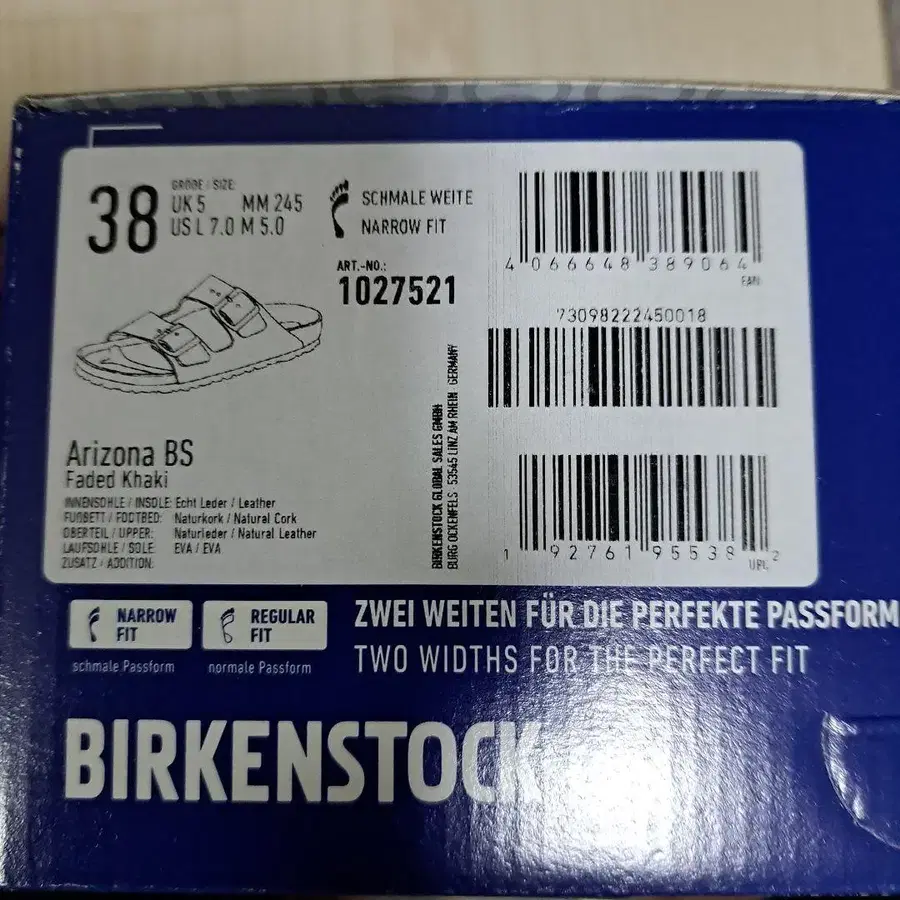 38
GRÖDE / SIZE:
UK 5 MM 245
US L 7.0 M 5.0
SCHMALE WEITE
NARROW FIT
ART.-NO.:
1027521
4 066648 389064
EAN
73098222450018
1 92761 95538 2
UPC
BIRKENSTOCK GLOBAL SALES GMBH
BURG OCKENFELS 53545 LINZ AM RHEIN GERMANY
Arizona BS
Faded Khaki
INNENSOHLE / INSOLE: Echt Leder / Leather
FUßBETT / FOOTBED: Naturkork / Natural Cork
OBERTEIL / UPPER: Naturleder / Natural Leather
LAUFSOHLE / SOLE: EVA / EVA
ZUSATZ / ADDITION:
NARROW FIT
schmale Passform
REGULAR FIT
normale Passform
ZWEI WEITEN FÜR DIE PERFEKTE PASSFORM
TWO WIDTHS FOR THE PERFECT FIT
BIRKENSTOCK